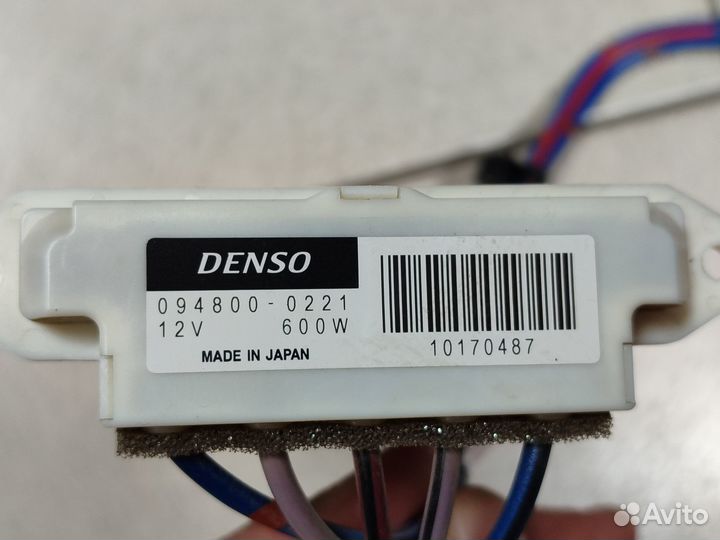 DENSO
094800-0221
12V 600W
MADE IN JAPAN
10170487
Avito